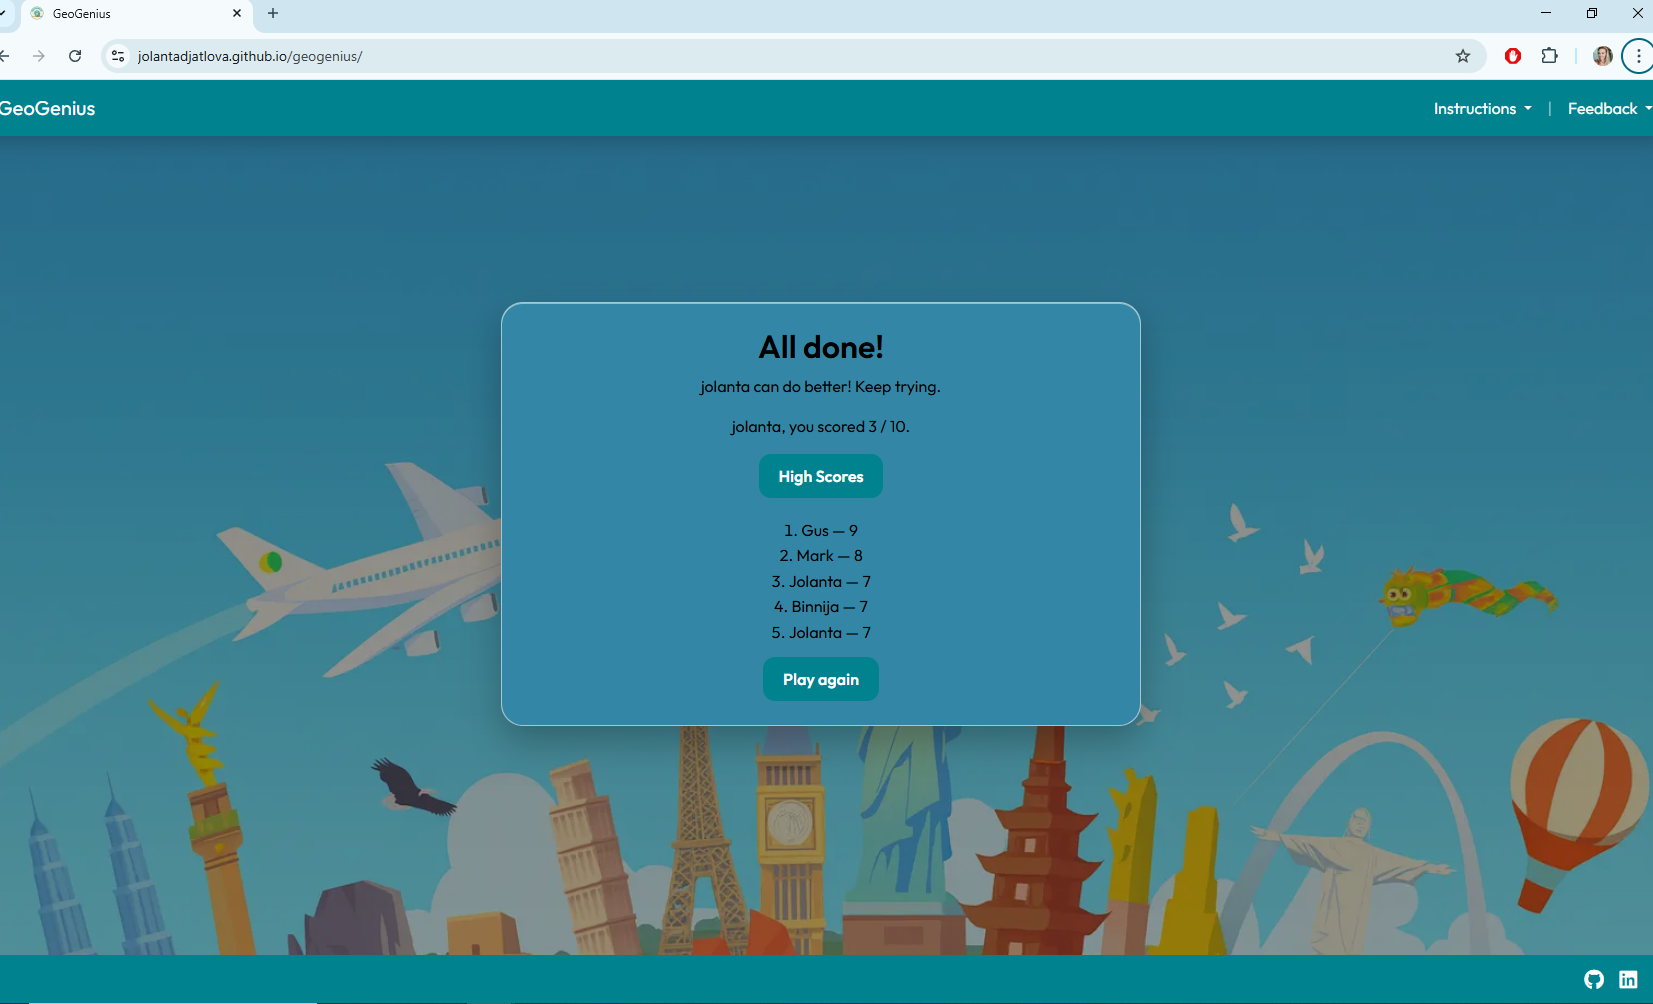 GeoGenius
jolantadjatlova.github.io/geogenius/
GeoGenius
Instructions
|
Feedback
All done!
jolanta can do better! Keep trying.
jolanta, you scored 3 / 10.
High Scores
1. Gus — 9
2. Mark — 8
3. Jolanta — 7
4. Binnija — 7
5. Jolanta — 7
Play again
in